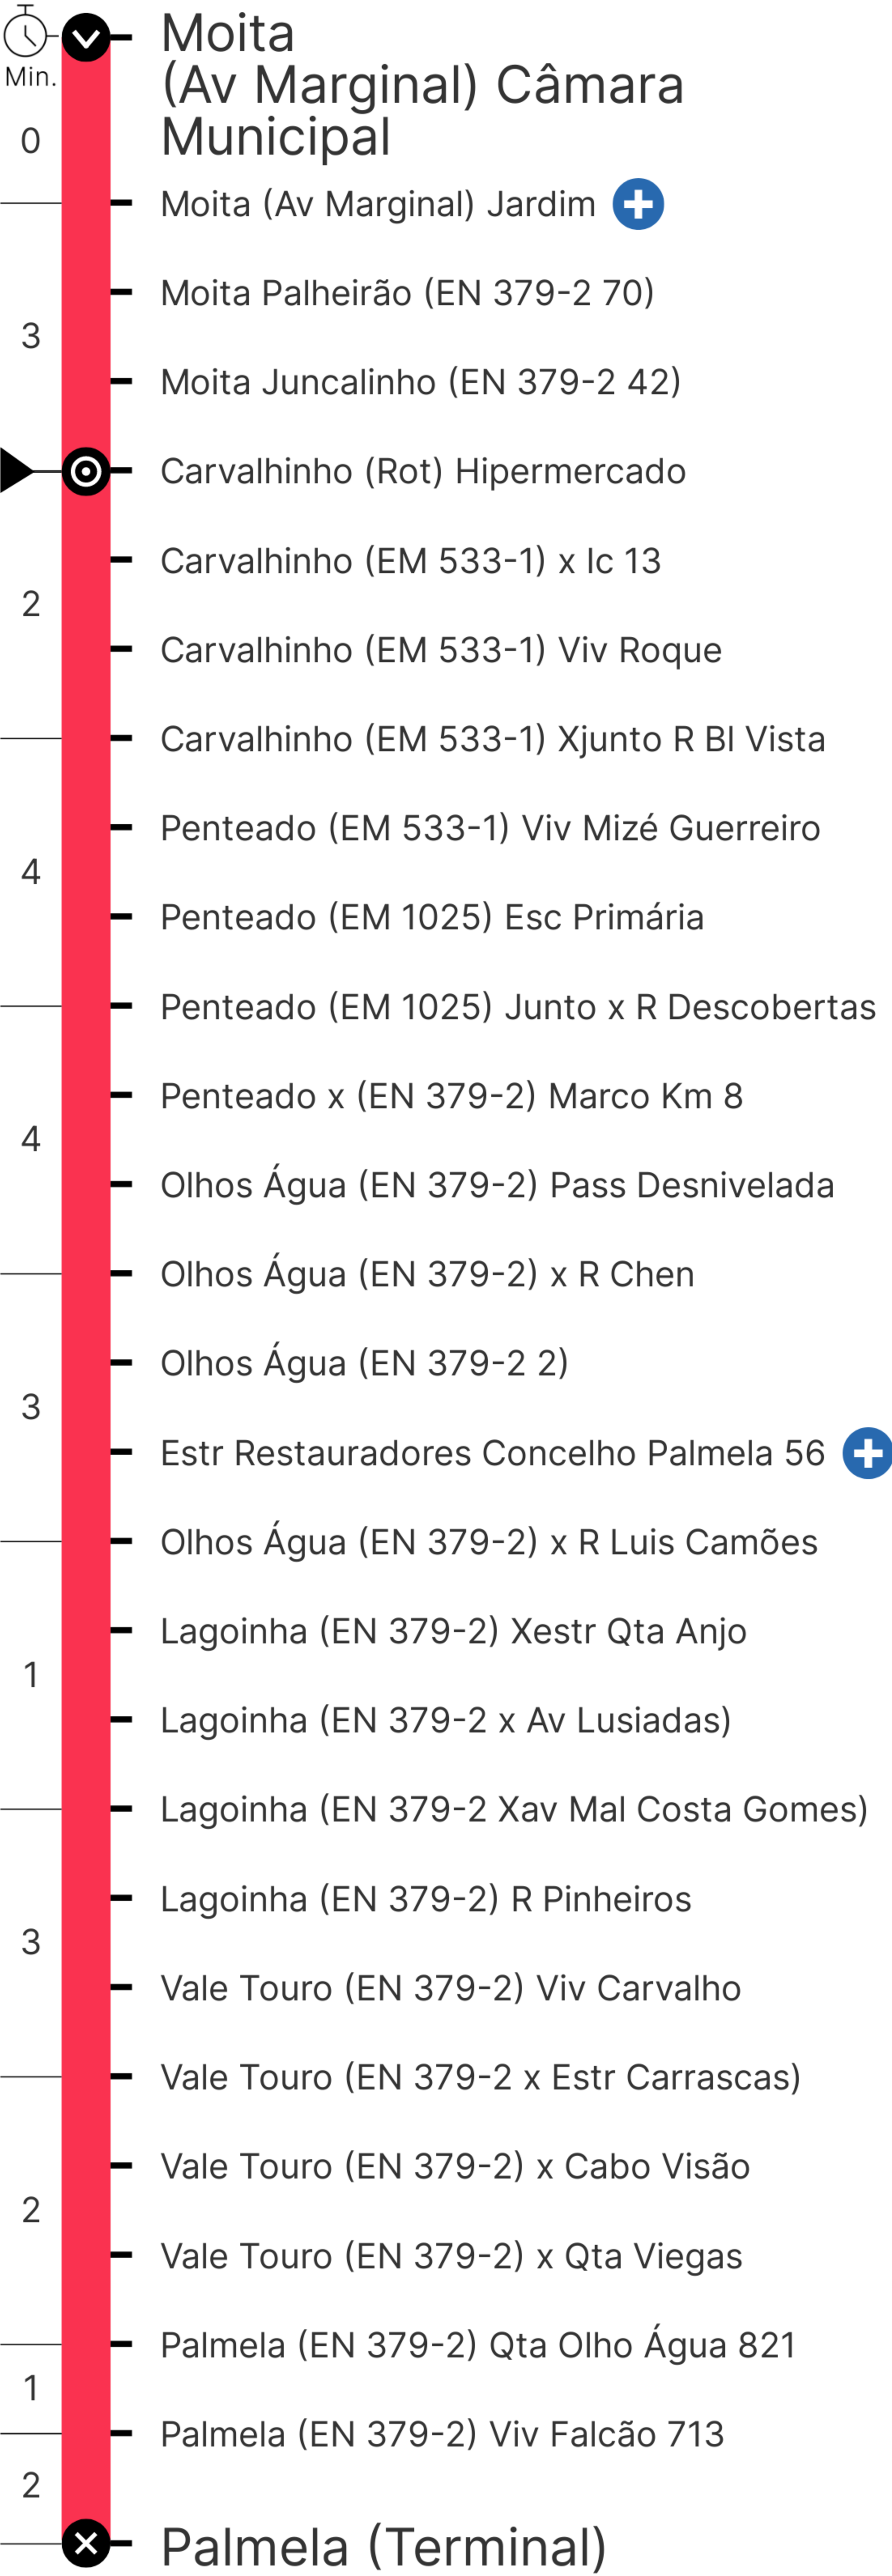 Moita
Min.
(Av Marginal) Câmara
0
Municipal
Moita (Av Marginal) Jardim
Moita Palheirão (EN 379-2 70)
3
Moita Juncalinho (EN 379-2 42)
Carvalhinho (Rot) Hipermercado
Carvalhinho (EM 533-1) x Ic 13
2
Carvalhinho (EM 533-1) Viv Roque
Carvalhinho (EM 533-1) Xjunto R Bl Vista
Penteado (EM 533-1) Viv Mizé Guerreiro
4
Penteado (EM 1025) Esc Primária
Penteado (EM 1025) Junto x R Descobertas
Penteado x (EN 379-2) Marco Km 8
4
Olhos Água (EN 379-2) Pass Desnivelada
Olhos Água (EN 379-2) x R Chen
Olhos Água (EN 379-2 2)
3
Estr Restauradores Concelho Palmela 56
Olhos Água (EN 379-2) x R Luis Camões
Lagoinha (EN 379-2) Xestr Qta Anjo
1
Lagoinha (EN 379-2 x Av Lusiadas)
Lagoinha (EN 379-2 Xav Mal Costa Gomes)
Lagoinha (EN 379-2) R Pinheiros
3
Vale Touro (EN 379-2) Viv Carvalho
Vale Touro (EN 379-2 x Estr Carrascas)
Vale Touro (EN 379-2) x Cabo Visão
2
Vale Touro (EN 379-2) x Qta Viegas
Palmela (EN 379-2) Qta Olho Água 821
1
Palmela (EN 379-2) Viv Falcão 713
2
Palmela (Terminal)